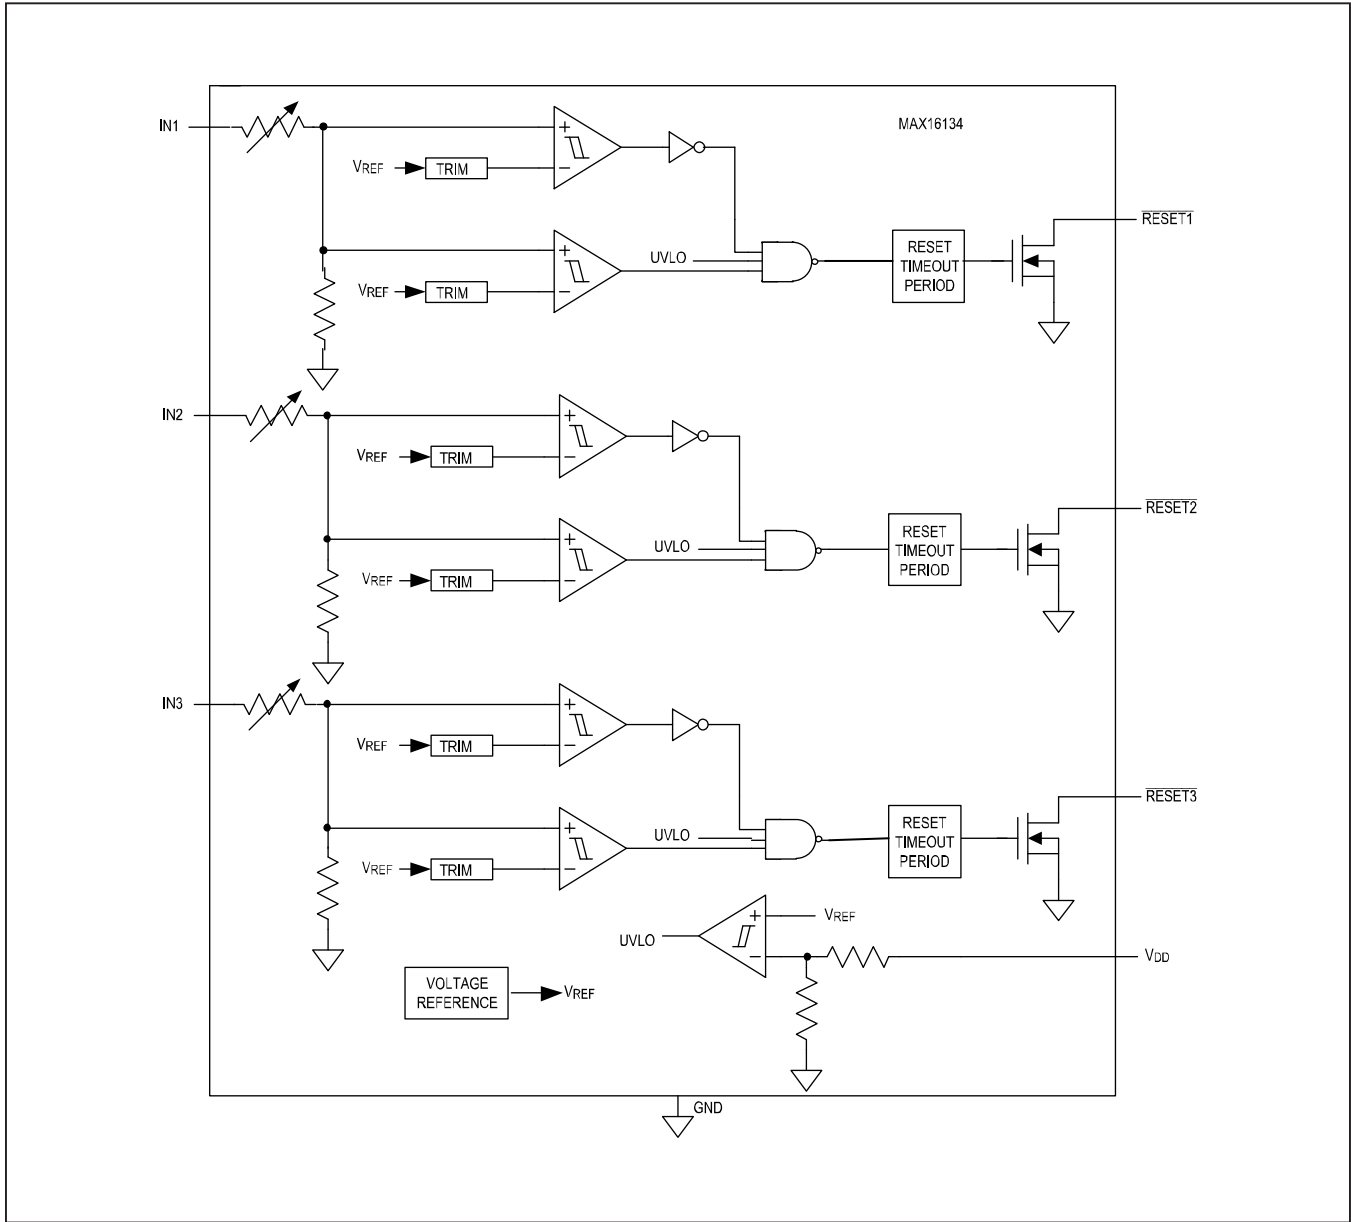 MAX16134
IN1
+
VREF
TRIM
−
RESET1
+
UVLO
RESET
TIMEOUT
PERIOD
VREF
TRIM
−
IN2
+
VREF
TRIM
−
RESET2
+
UVLO
RESET
TIMEOUT
PERIOD
VREF
TRIM
−
IN3
+
VREF
TRIM
−
RESET3
+
UVLO
RESET
TIMEOUT
PERIOD
VREF
TRIM
−
+
VREF
UVLO
−
VDD
VOLTAGE
REFERENCE
VREF
GND